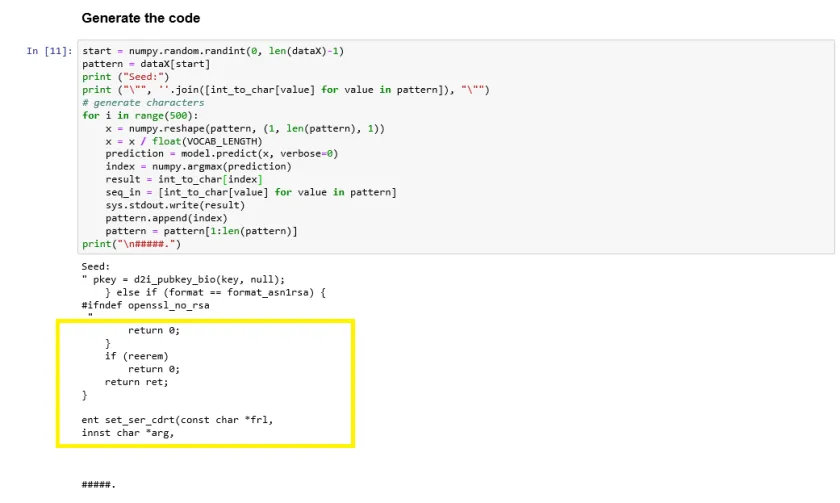 Generate the code
In [11]:
start = numpy.random.randint(0, len(dataX)-1)
pattern = dataX[start]
print ("Seed:")
print ("\"", ''.join([int_to_char[value] for value in pattern]), "\"")
# generate characters
for i in range(500):
    x = numpy.reshape(pattern, (1, len(pattern), 1))
    x = x / float(VOCAB_LENGTH)
    prediction = model.predict(x, verbose=0)
    index = numpy.argmax(prediction)
    result = int_to_char[index]
    seq_in = [int_to_char[value] for value in pattern]
    sys.stdout.write(result)
    pattern.append(index)
    pattern = pattern[1:len(pattern)]
print("\n#####.")
Seed:
" pkey = d2i_pubkey_bio(key, null);
    } else if (format == format_asn1rsa) {
#ifndef openssl_no_rsa
 "
        return 0;
    }
    if (reerem)
        return 0;
    return ret;
}
ent set_ser_cdrt(const char *frl,
innst char *arg,
#####.